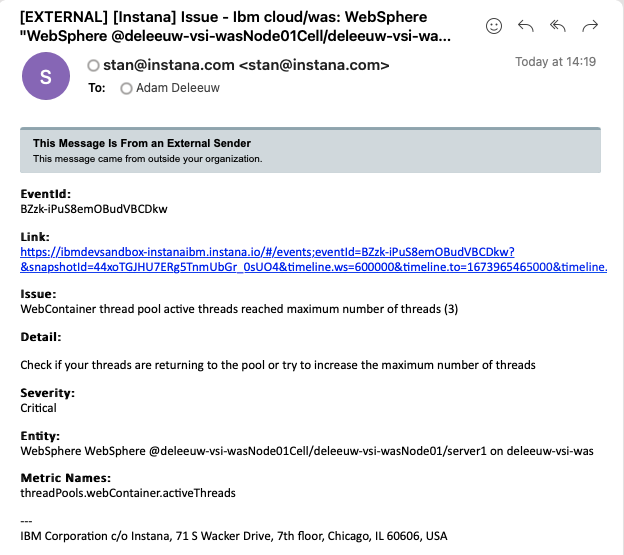 [EXTERNAL] [Instana] Issue - Ibm cloud/was: WebSphere
"WebSphere @deleeuw-vsi-wasNode01Cell/deleeuw-vsi-wa...
S
stan@instana.com <stan@instana.com>
Today at 14:19
To: Adam Deleeuw
This Message Is From an External Sender
This message came from outside your organization.
EventId:
BZzk-iPuS8emOBudVBCDkw
Link:
https://ibmdevsandbox-instanaibm.instana.io/#/events;eventId=BZzk-iPuS8emOBudVBCDkw?
&snapshotId=44xoTGJHU7ERg5TnmUbGr_0sUO4&timeline.ws=600000&timeline.to=1673965465000&timeline.
Issue:
WebContainer thread pool active threads reached maximum number of threads (3)
Detail:
Check if your threads are returning to the pool or try to increase the maximum number of threads
Severity:
Critical
Entity:
WebSphere WebSphere @deleeuw-vsi-wasNode01Cell/deleeuw-vsi-wasNode01/server1 on deleeuw-vsi-was
Metric Names:
threadPools.webContainer.activeThreads
---
IBM Corporation c/o Instana, 71 S Wacker Drive, 7th floor, Chicago, IL 60606, USA